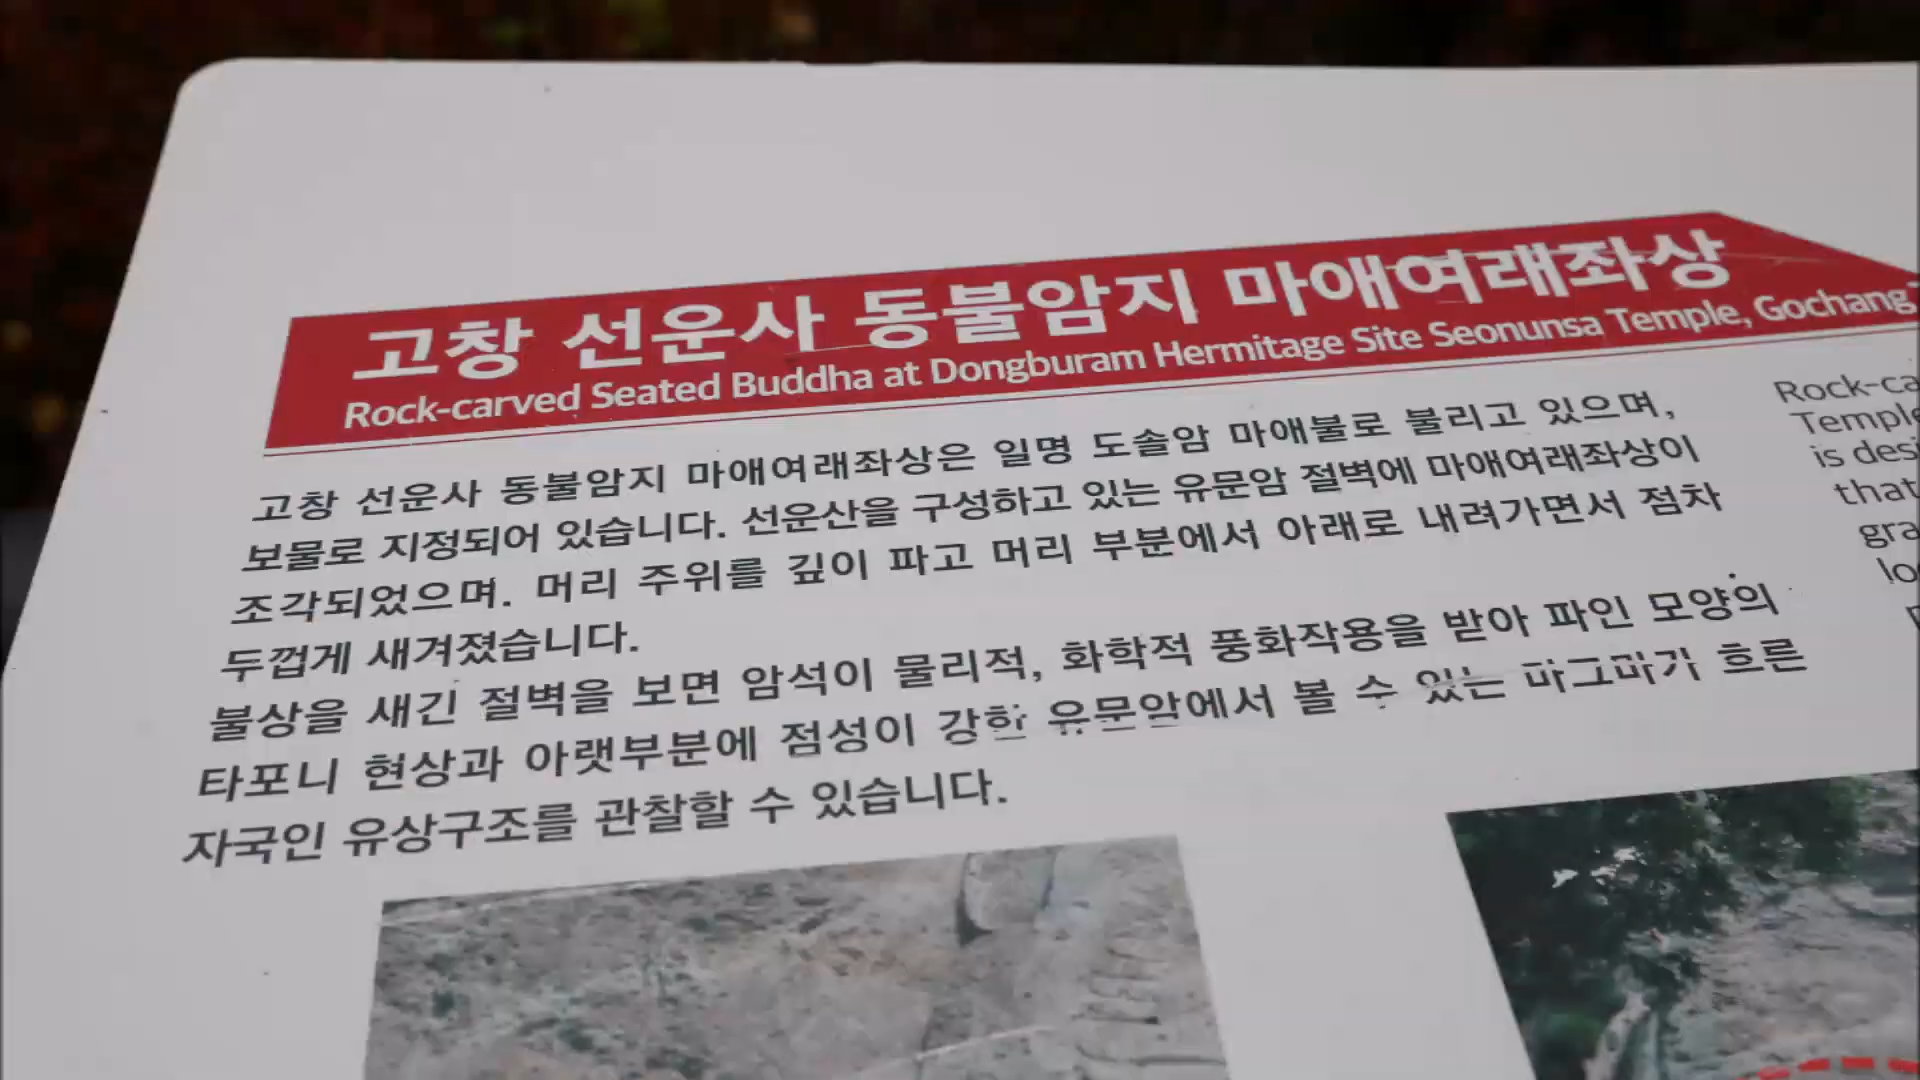 고창 선운사 동불암지 마애여래좌상
Rock-carved Seated Buddha at Dongburam Hermitage Site Seonunsa Temple, Gochang
고창 선운사 동불암지 마애여래좌상은 일명 도솔암 마애불로 불리고 있으며,
보물로 지정되어 있습니다. 선운산을 구성하고 있는 유문암 절벽에 마애여래좌상이
조각되었으며. 머리 주위를 깊이 파고 머리 부분에서 아래로 내려가면서 점차
두껍게 새겨졌습니다.
불상을 새긴 절벽을 보면 암석이 물리적, 화학적 풍화작용을 받아 파인 모양의
타포니 현상과 아랫부분에 점성이 강한 유문암에서 볼 수 있는 마그마가 흐른
자국인 유상구조를 관찰할 수 있습니다.
Rock-ca
Temple
is des
that
gra